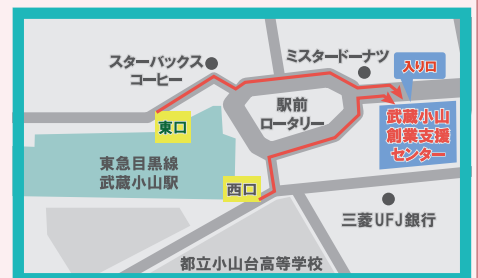 スターバックス
コーヒー
ミスタードーナツ
入り口
駅前
ロータリー
武蔵小山
創業支援
センター
東口
東急目黒線
武蔵小山駅
西口
三菱UFJ銀行
都立小山台高等学校